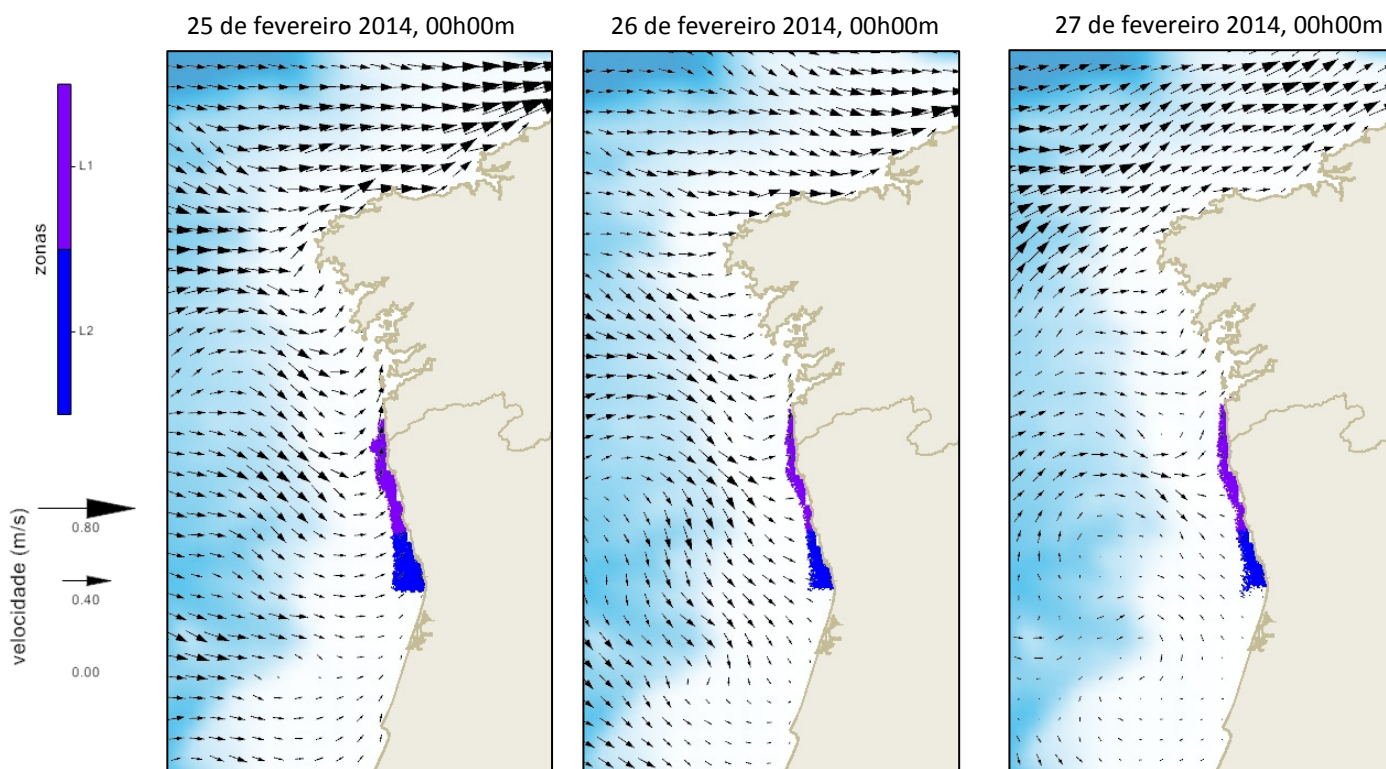 25 de fevereiro 2014, 00h00m
26 de fevereiro 2014, 00h00m
27 de fevereiro 2014, 00h00m
zonas
L1
L2
velocidade (m/s)
0.80
0.40
0.00